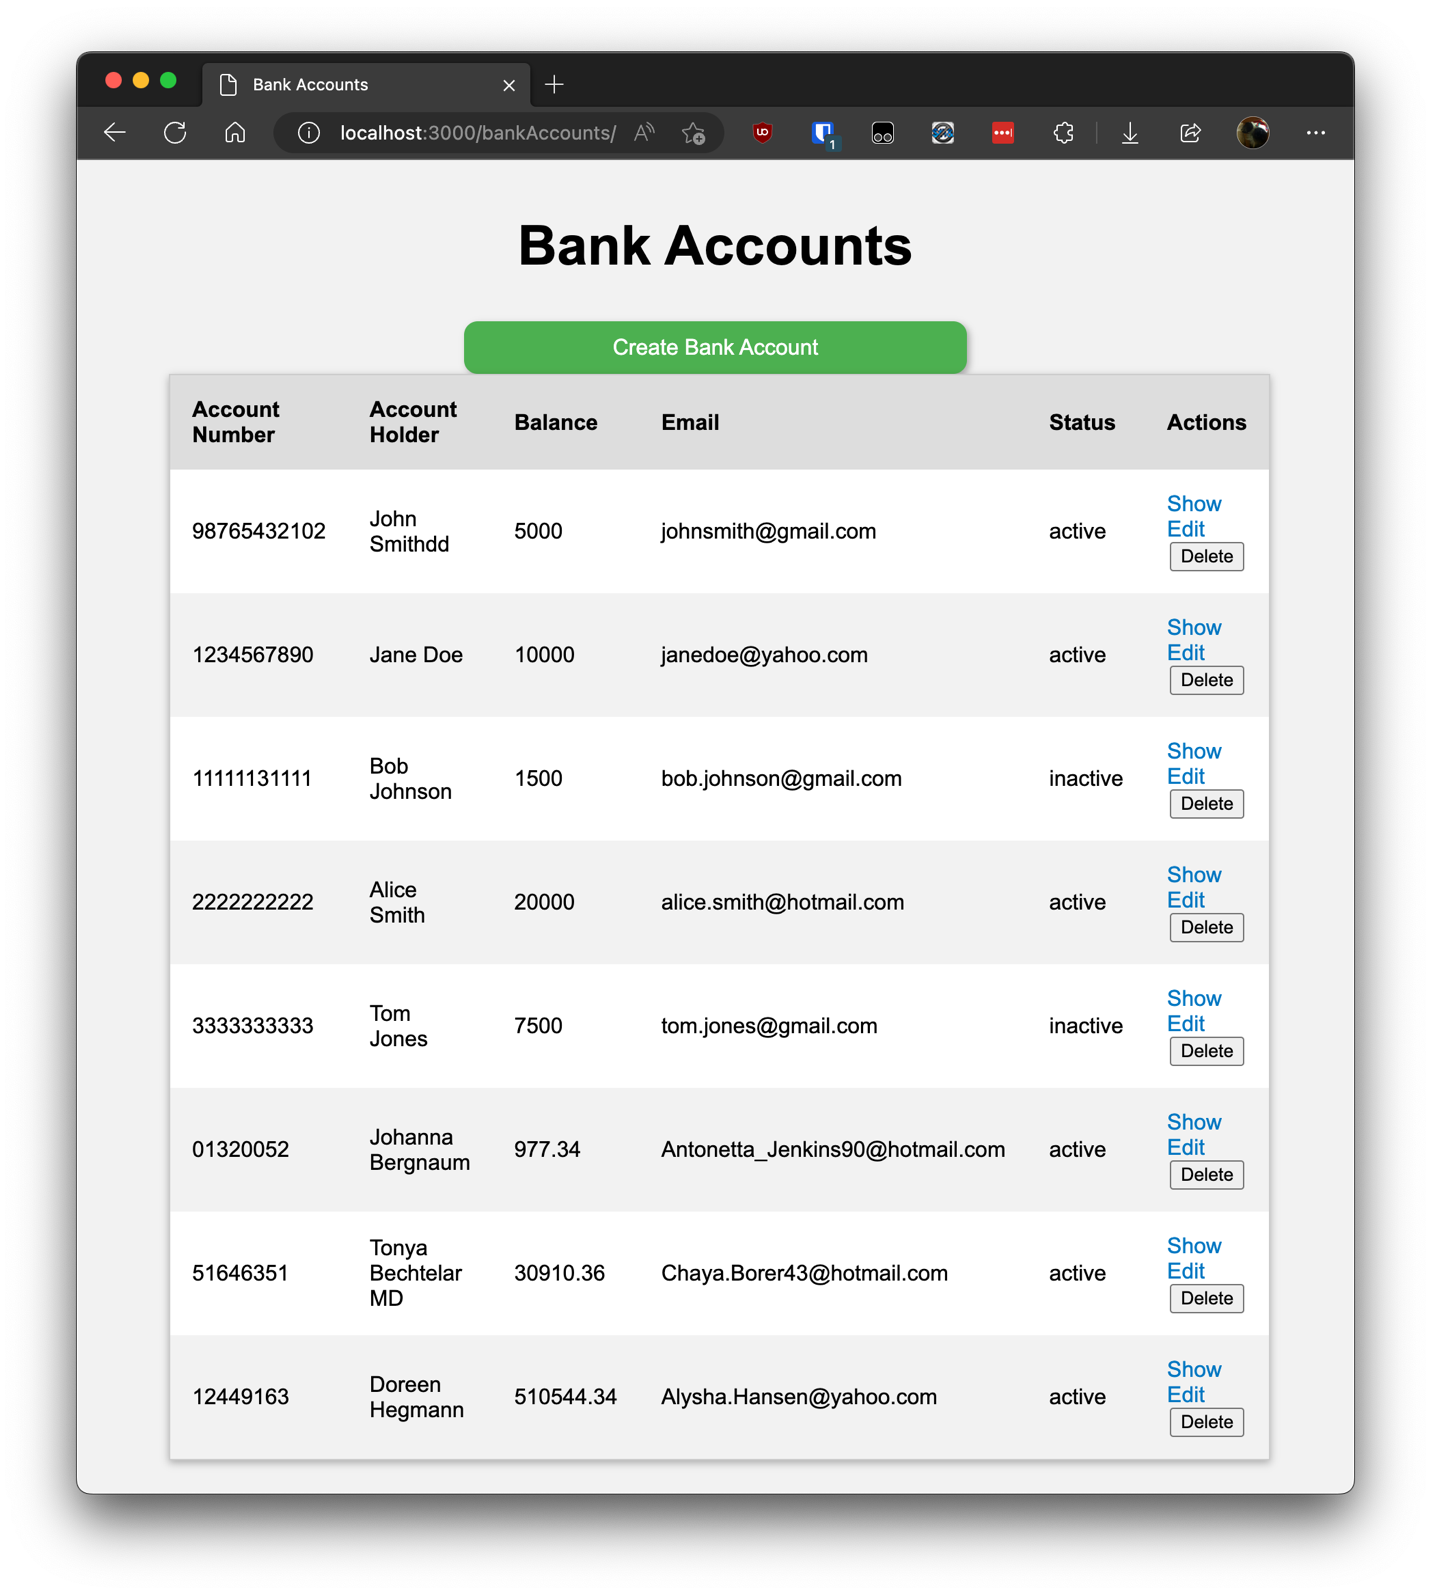 Bank Accounts
localhost:3000/bankAccounts/
1
Bank Accounts
Create Bank Account
Account Number Account Holder Balance Email Status Actions
98765432102 John Smithdd 5000 johnsmith@gmail.com active Show Edit Delete
1234567890 Jane Doe 10000 janedoe@yahoo.com active Show Edit Delete
11111131111 Bob Johnson 1500 bob.johnson@gmail.com inactive Show Edit Delete
2222222222 Alice Smith 20000 alice.smith@hotmail.com active Show Edit Delete
3333333333 Tom Jones 7500 tom.jones@gmail.com inactive Show Edit Delete
01320052 Johanna Bergnaum 977.34 Antonetta_Jenkins90@hotmail.com active Show Edit Delete
51646351 Tonya Bechtelar MD 30910.36 Chaya.Borer43@hotmail.com active Show Edit Delete
12449163 Doreen Hegmann 510544.34 Alysha.Hansen@yahoo.com active Show Edit Delete